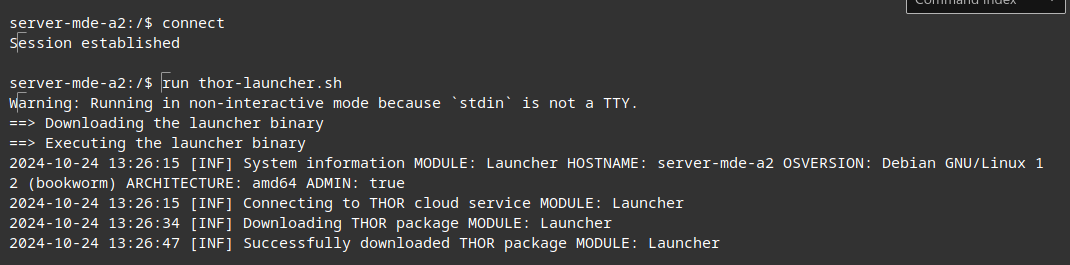 Command Index
server-mde-a2:/$ connect
Session established
server-mde-a2:/$ run thor-launcher.sh
Warning: Running in non-interactive mode because `stdin` is not a TTY.
==> Downloading the launcher binary
==> Executing the launcher binary
2024-10-24 13:26:15 [INF] System information MODULE: Launcher HOSTNAME: server-mde-a2 OSVERSION: Debian GNU/Linux 1
2 (bookworm) ARCHITECTURE: amd64 ADMIN: true
2024-10-24 13:26:15 [INF] Connecting to THOR cloud service MODULE: Launcher
2024-10-24 13:26:34 [INF] Downloading THOR package MODULE: Launcher
2024-10-24 13:26:47 [INF] Successfully downloaded THOR package MODULE: Launcher